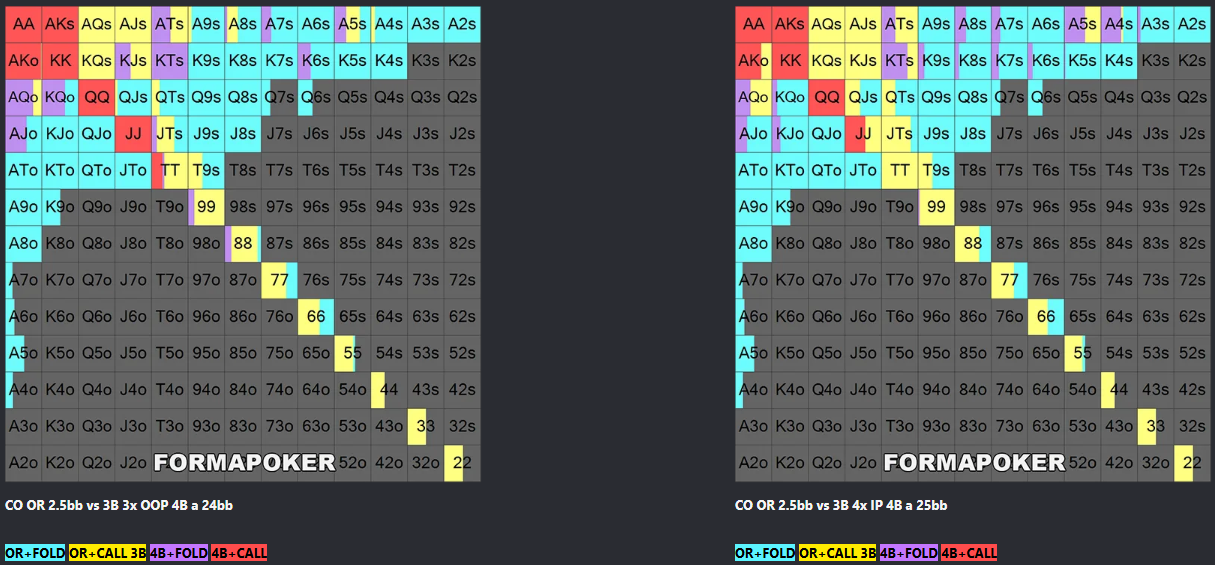 AA AKs AQs AJs ATs A9s A8s A7s A6s A5s A4s A3s A2s
AKo KK KQs KJs KTs K9s K8s K7s K6s K5s K4s K3s K2s
AQo KQo QQ QJs QTs Q9s Q8s Q7s Q6s Q5s Q4s Q3s Q2s
AJo KJo QJo JJ JTs J9s J8s J7s J6s J5s J4s J3s J2s
ATo KTo QTo JTo TT T9s T8s T7s T6s T5s T4s T3s T2s
A9o K9o Q9o J9o T9o 99 98s 97s 96s 95s 94s 93s 92s
A8o K8o Q8o J8o T8o 98o 88 87s 86s 85s 84s 83s 82s
A7o K7o Q7o J7o T7o 97o 87o 77 76s 75s 74s 73s 72s
A6o K6o Q6o J6o T6o 96o 86o 76o 66 65s 64s 63s 62s
A5o K5o Q5o J5o T5o 95o 85o 75o 65o 55 54s 53s 52s
A4o K4o Q4o J4o T4o 94o 84o 74o 64o 54o 44 43s 42s
A3o K3o Q3o J3o T3o 93o 83o 73o 63o 53o 43o 33 32s
A2o K2o Q2o J2o FORMAPOKER 52o 42o 32o 22
CO OR 2.5bb vs 3B 3x OOP 4B a 24bb
OR+FOLD OR+CALL 3B 4B+FOLD 4B+CALL
AA AKs AQs AJs ATs A9s A8s A7s A6s A5s A4s A3s A2s
AKo KK KQs KJs KTs K9s K8s K7s K6s K5s K4s K3s K2s
AQo KQo QQ QJs QTs Q9s Q8s Q7s Q6s Q5s Q4s Q3s Q2s
AJo KJo QJo JJ JTs J9s J8s J7s J6s J5s J4s J3s J2s
ATo KTo QTo JTo TT T9s T8s T7s T6s T5s T4s T3s T2s
A9o K9o Q9o J9o T9o 99 98s 97s 96s 95s 94s 93s 92s
A8o K8o Q8o J8o T8o 98o 88 87s 86s 85s 84s 83s 82s
A7o K7o Q7o J7o T7o 97o 87o 77 76s 75s 74s 73s 72s
A6o K6o Q6o J6o T6o 96o 86o 76o 66 65s 64s 63s 62s
A5o K5o Q5o J5o T5o 95o 85o 75o 65o 55 54s 53s 52s
A4o K4o Q4o J4o T4o 94o 84o 74o 64o 54o 44 43s 42s
A3o K3o Q3o J3o T3o 93o 83o 73o 63o 53o 43o 33 32s
A2o K2o Q2o J2o FORMAPOKER 52o 42o 32o 22
CO OR 2.5bb vs 3B 4x IP 4B a 25bb
OR+FOLD OR+CALL 3B 4B+FOLD 4B+CALL